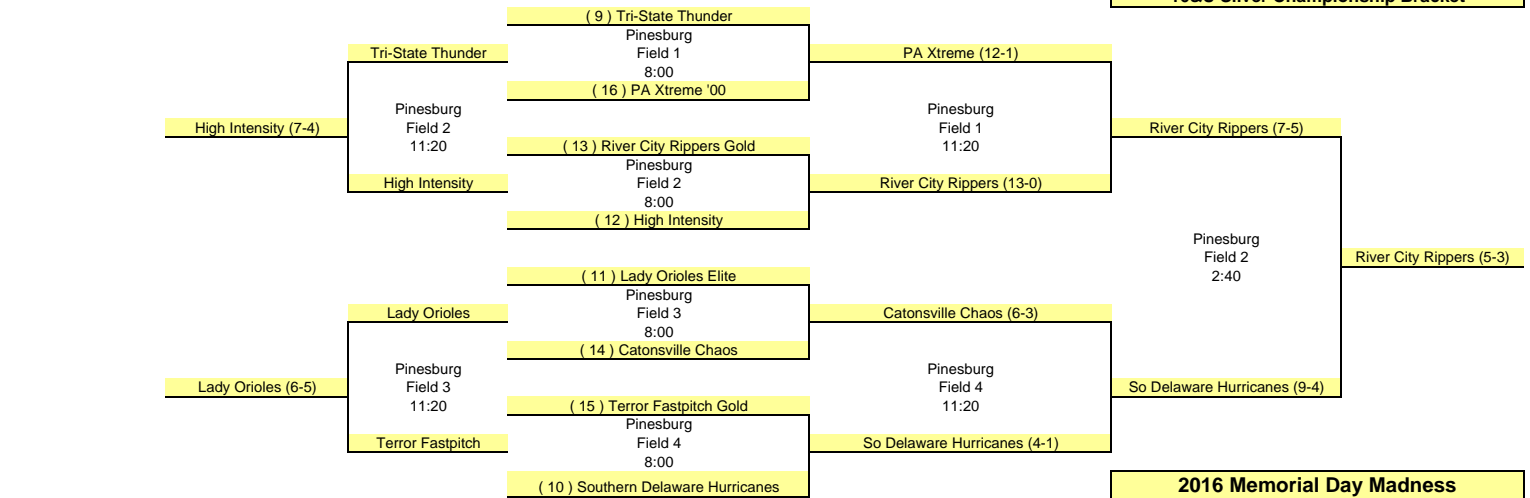 16&U Silver Championship Bracket
( 9 ) Tri-State Thunder
Pinesburg
Field 1
8:00
( 16 ) PA Xtreme '00
Tri-State Thunder
PA Xtreme (12-1)
Pinesburg
Field 2
11:20
High Intensity (7-4)
Pinesburg
Field 1
11:20
River City Rippers (7-5)
( 13 ) River City Rippers Gold
Pinesburg
Field 2
8:00
( 12 ) High Intensity
High Intensity
River City Rippers (13-0)
Pinesburg
Field 2
2:40
River City Rippers (5-3)
( 11 ) Lady Orioles Elite
Pinesburg
Field 3
8:00
( 14 ) Catonsville Chaos
Lady Orioles
Catonsville Chaos (6-3)
Pinesburg
Field 3
11:20
Lady Orioles (6-5)
Pinesburg
Field 4
11:20
So Delaware Hurricanes (9-4)
( 15 ) Terror Fastpitch Gold
Pinesburg
Field 4
8:00
( 10 ) Southern Delaware Hurricanes
Terror Fastpitch
So Delaware Hurricanes (4-1)
2016 Memorial Day Madness